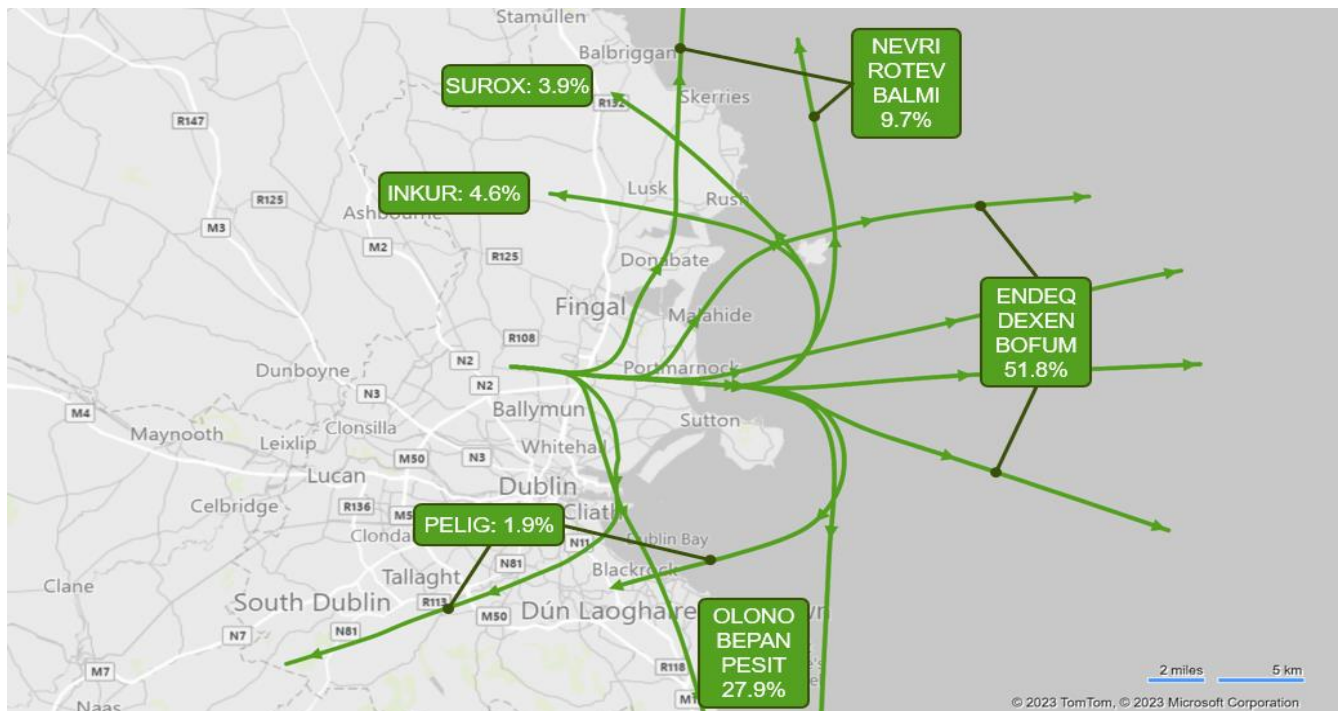 Stamullen
Balbriggan
NEVRI
ROTEV
BALMI
9.7%
SUROX: 3.9%
R132
Skerries
R147
INKUR: 4.6%
Lusk
Rush
R125
Ashbourne
M3
M2
R125
Donabate
Fingal
Malahide
ENDEQ
DEXEN
BOFUM
51.8%
R108
N2
Portmarnock
Dunboyne
N3
N2
M4
Ballymun
Sutton
Maynooth
Clonsilla
Leixlip
Whitehall
M50
N3
Lucan
Dublin
Celbridge
R136
Cliath
PELIG: 1.9%
Dublin Bay
N11
N81
Blackrock
Clane
Tallaght
South Dublin
R113
M50
Dún Laoghaire
OLONO
BEPAN
PESIT
27.9%
N7
N81
M7
R118
Naas
2 miles
5 km
© 2023 TomTom, © 2023 Microsoft Corporation